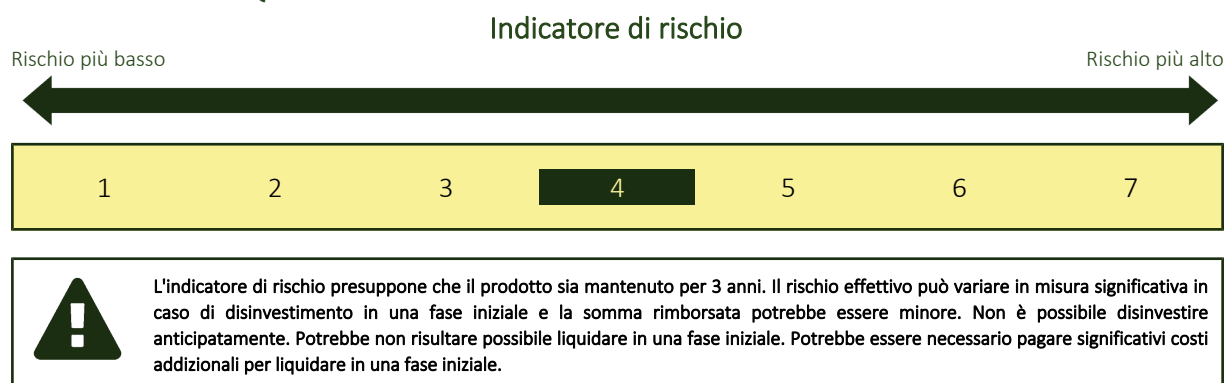 Indicatore di rischio
Rischio più basso
Rischio più alto
1 2 3 4 5 6 7
L'indicatore di rischio presuppone che il prodotto sia mantenuto per 3 anni. Il rischio effettivo può variare in misura significativa in
caso di disinvestimento in una fase iniziale e la somma rimborsata potrebbe essere minore. Non è possibile disinvestire
anticipatamente. Potrebbe non risultare possibile liquidare in una fase iniziale. Potrebbe essere necessario pagare significativi costi
addizionali per liquidare in una fase iniziale.